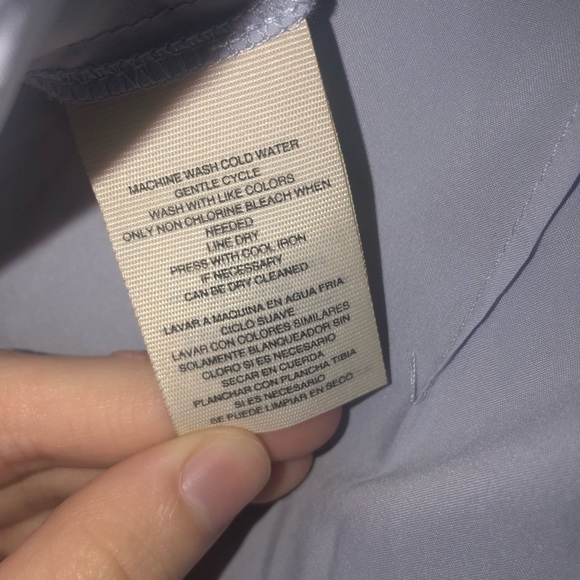 MACHINE WASH COLD WATER
GENTLE CYCLE
WASH WITH LIKE COLORS
ONLY NON CHLORINE BLEACH WHEN
NEEDED
LINE DRY
PRESS WITH COOL IRON
IF NECESSARY
CAN BE DRY CLEANED
LAVAR A MAQUINA EN AGUA FRIA
CICLO SUAVE
LAVAR CON COLORES SIMILARES
SOLAMENTE BLANQUEADOR SIN
CLORO SI ES NECESARIO
SECAR EN CUERDA
PLANCHAR CON PLANCHA TIBIA
SI ES NECESARIO
SE PUEDE LIMPIAR EN SECO